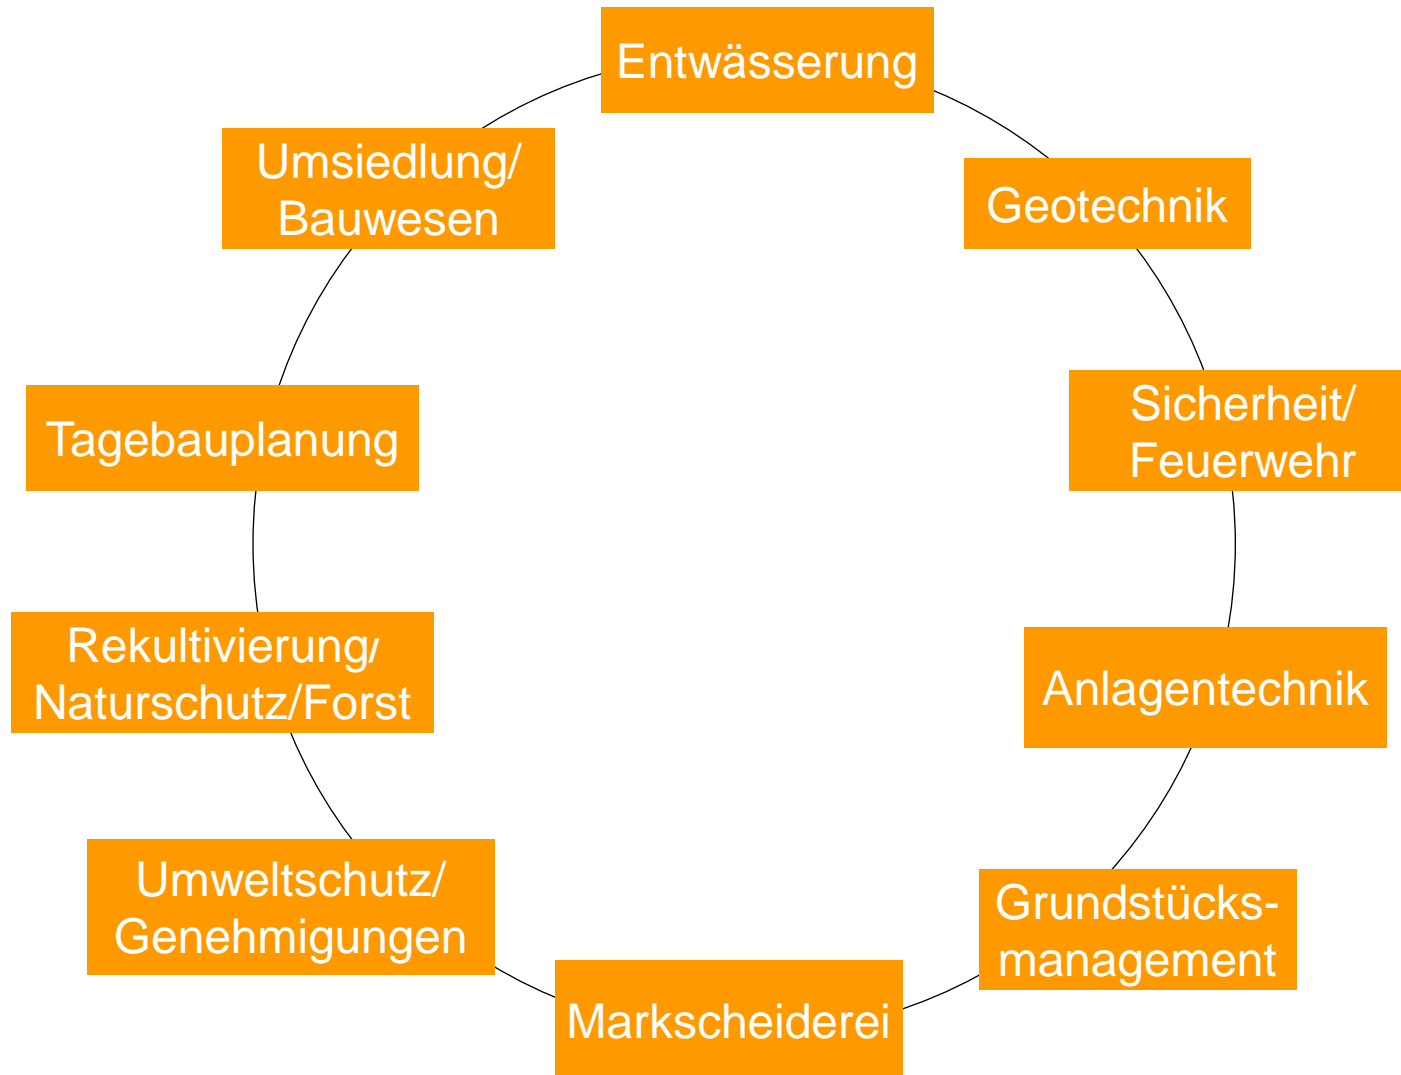 Entwässerung
Umsiedlung/
Bauwesen
Geotechnik
Sicherheit/
Feuerwehr
Tagebauplanung
Rekultivierung/
Naturschutz/Forst
Anlagentechnik
Umweltschutz/
Genehmigungen
Grundstücks-
management
Markscheiderei